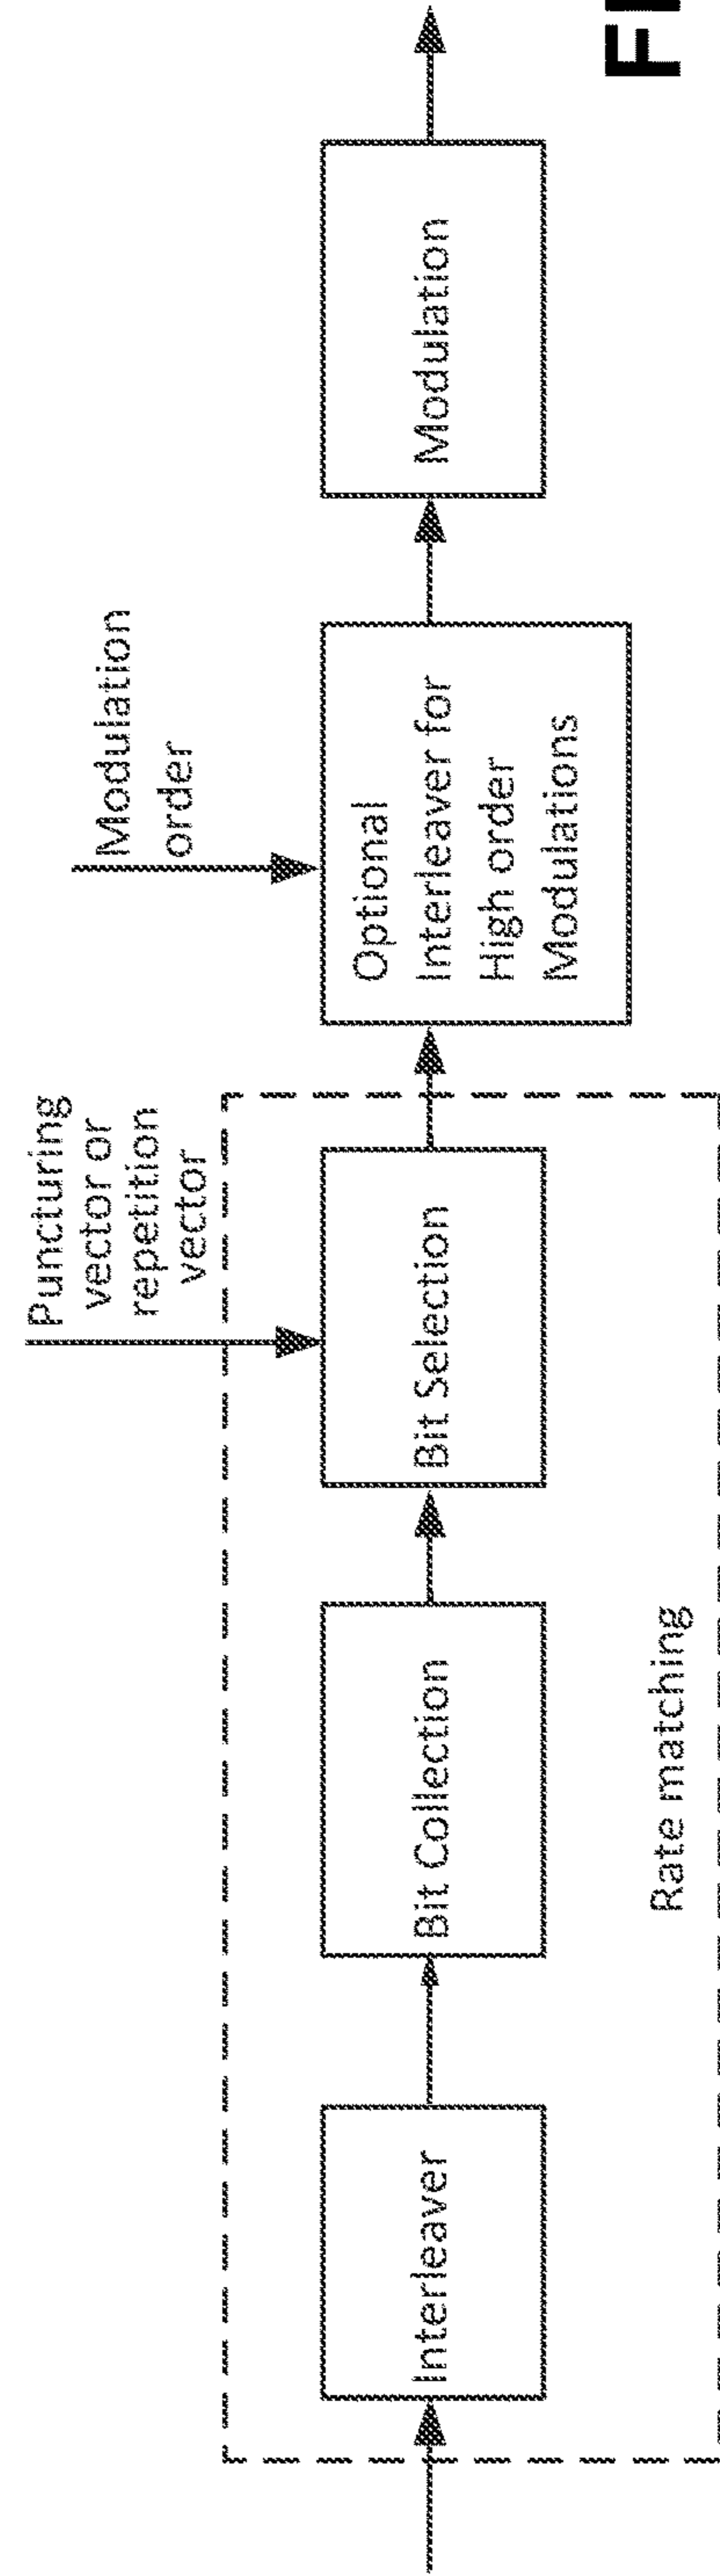 Puncturing
vector or
repetition
vector
Modulation
order
Interleaver
Bit Collection
Bit Selection
Optional
Interleaver for
High order
Modulations
Modulation
Rate matching